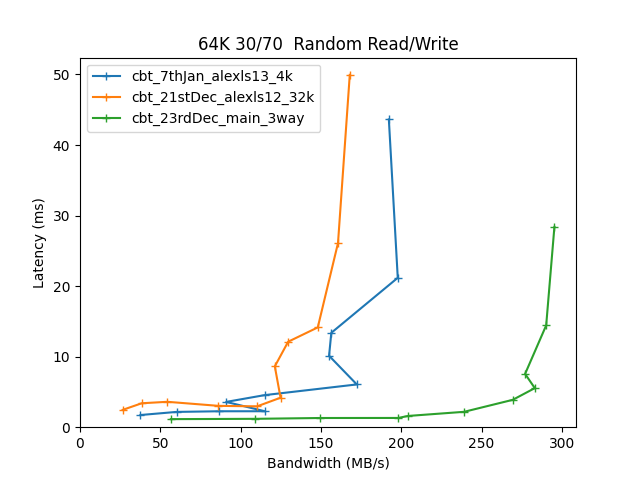 64K 30/70  Random Read/Write
cbt_7thJan_alexls13_4k
cbt_21stDec_alexls12_32k
cbt_23rdDec_main_3way
50
40
30
20
10
0
Latency (ms)
0 50 100 150 200 250 300
Bandwidth (MB/s)